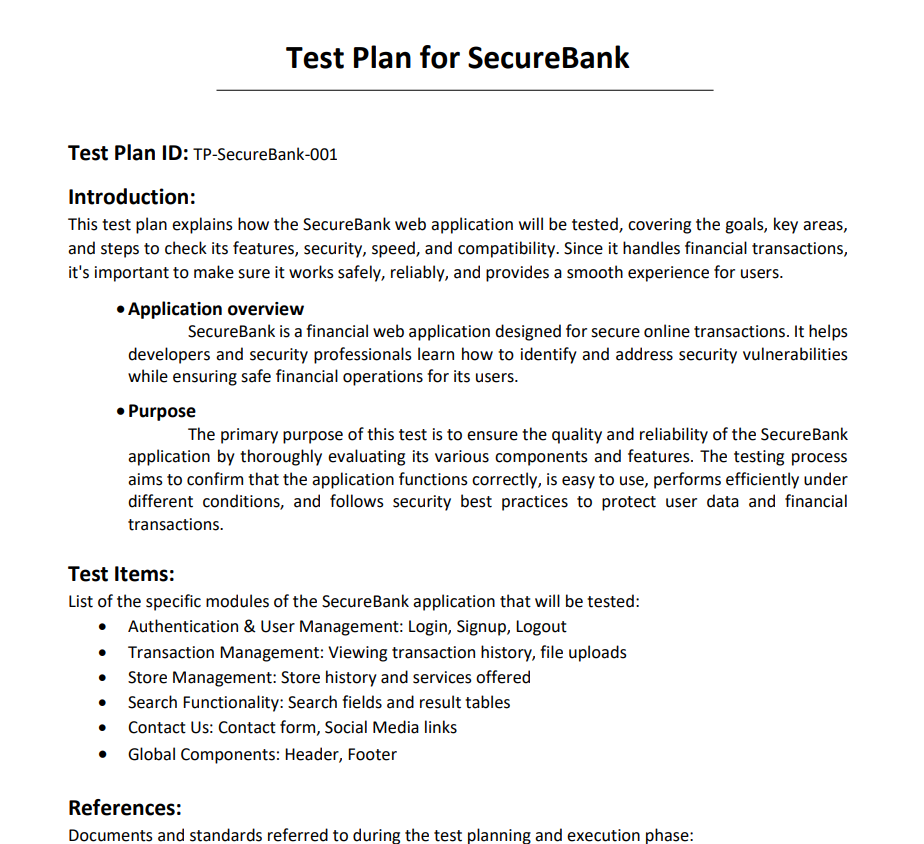 Test Plan for SecureBank
Test Plan ID: TP-SecureBank-001
Introduction:
This test plan explains how the SecureBank web application will be tested, covering the goals, key areas,
and steps to check its features, security, speed, and compatibility. Since it handles financial transactions,
it's important to make sure it works safely, reliably, and provides a smooth experience for users.
• Application overview
SecureBank is a financial web application designed for secure online transactions. It helps
developers and security professionals learn how to identify and address security vulnerabilities
while ensuring safe financial operations for its users.
• Purpose
The primary purpose of this test is to ensure the quality and reliability of the SecureBank
application by thoroughly evaluating its various components and features. The testing process
aims to confirm that the application functions correctly, is easy to use, performs efficiently under
different conditions, and follows security best practices to protect user data and financial
transactions.
Test Items:
List of the specific modules of the SecureBank application that will be tested:
• Authentication & User Management: Login, Signup, Logout
• Transaction Management: Viewing transaction history, file uploads
• Store Management: Store history and services offered
• Search Functionality: Search fields and result tables
• Contact Us: Contact form, Social Media links
• Global Components: Header, Footer
References:
Documents and standards referred to during the test planning and execution phase: